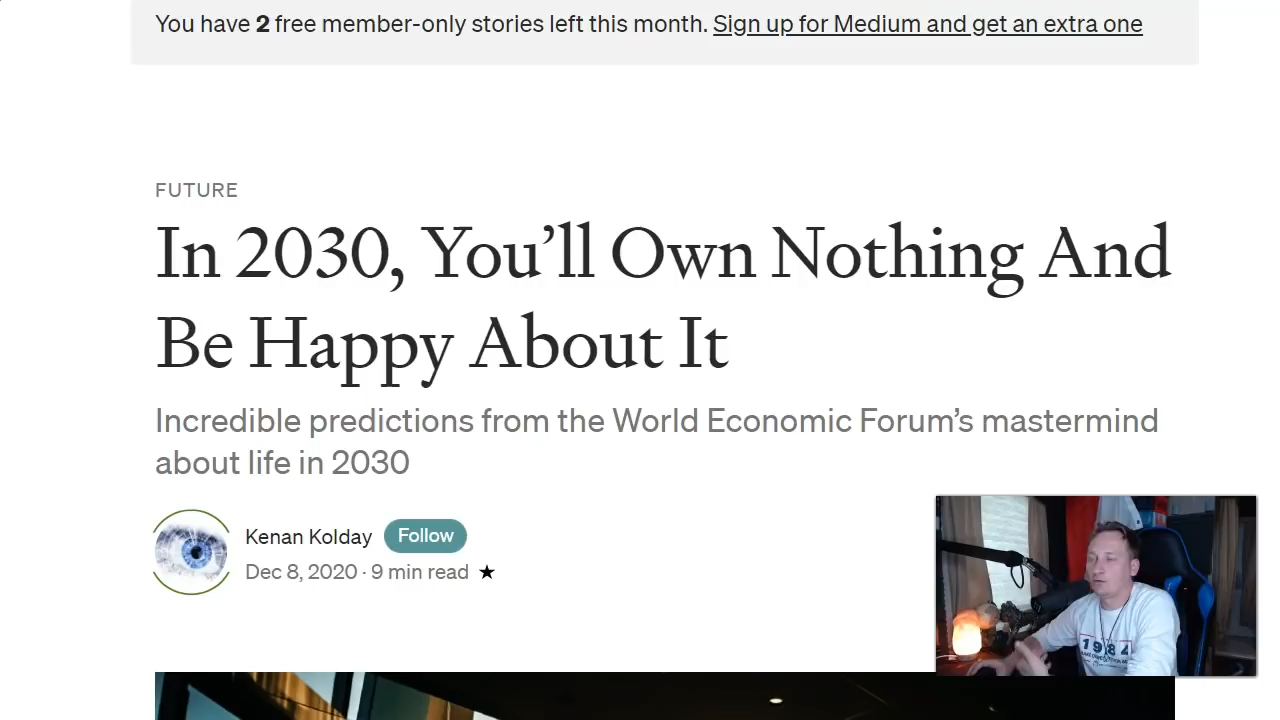 You have 2 free member-only stories left this month. Sign up for Medium and get an extra one
FUTURE
In 2030, You’ll Own Nothing And
Be Happy About It
Incredible predictions from the World Economic Forum’s mastermind
about life in 2030
Kenan Kolday Follow
Dec 8, 2020 · 9 min read ★
1984